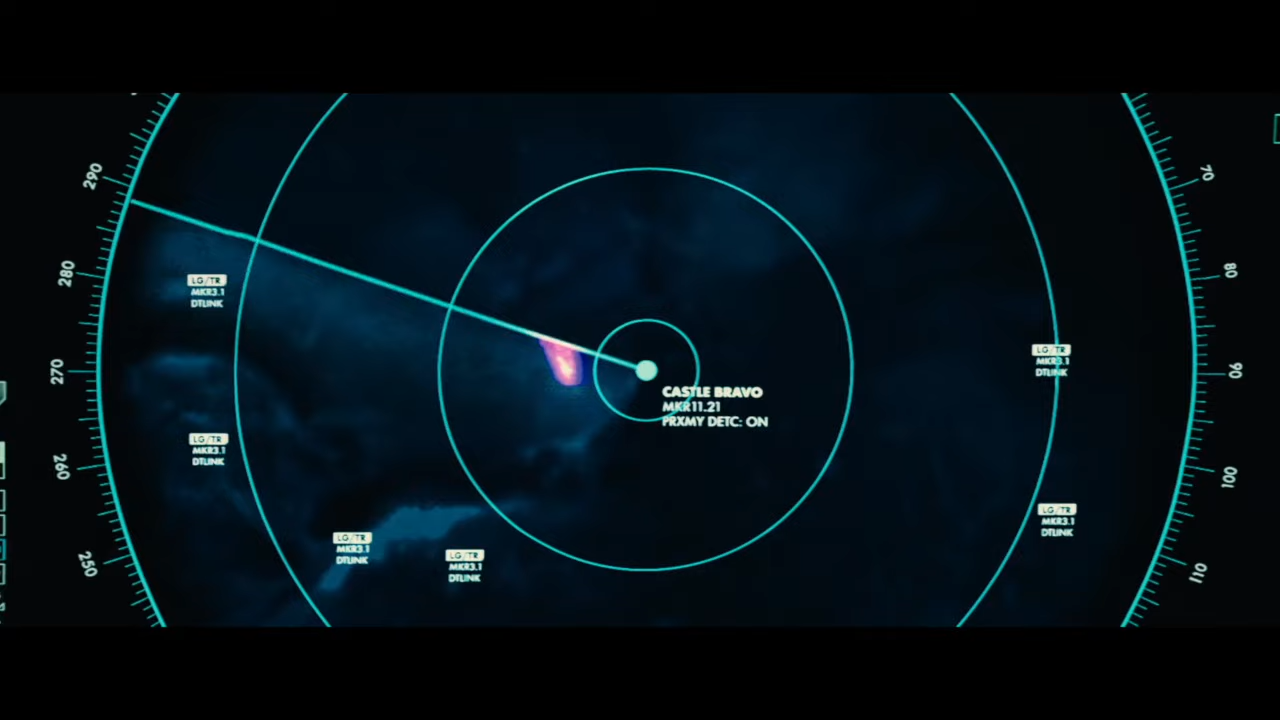 290
280
270
260
250
70
80
90
100
110
LG/TR
MKR3.1
DTLINK
LG/TR
MKR3.1
DTLINK
LG/TR
MKR3.1
DTLINK
LG/TR
MKR3.1
DTLINK
CASTLE BRAVO
MKR11.21
PRXMY DETC: ON
LG/TR
MKR3.1
DTLINK
LG/TR
MKR3.1
DTLINK